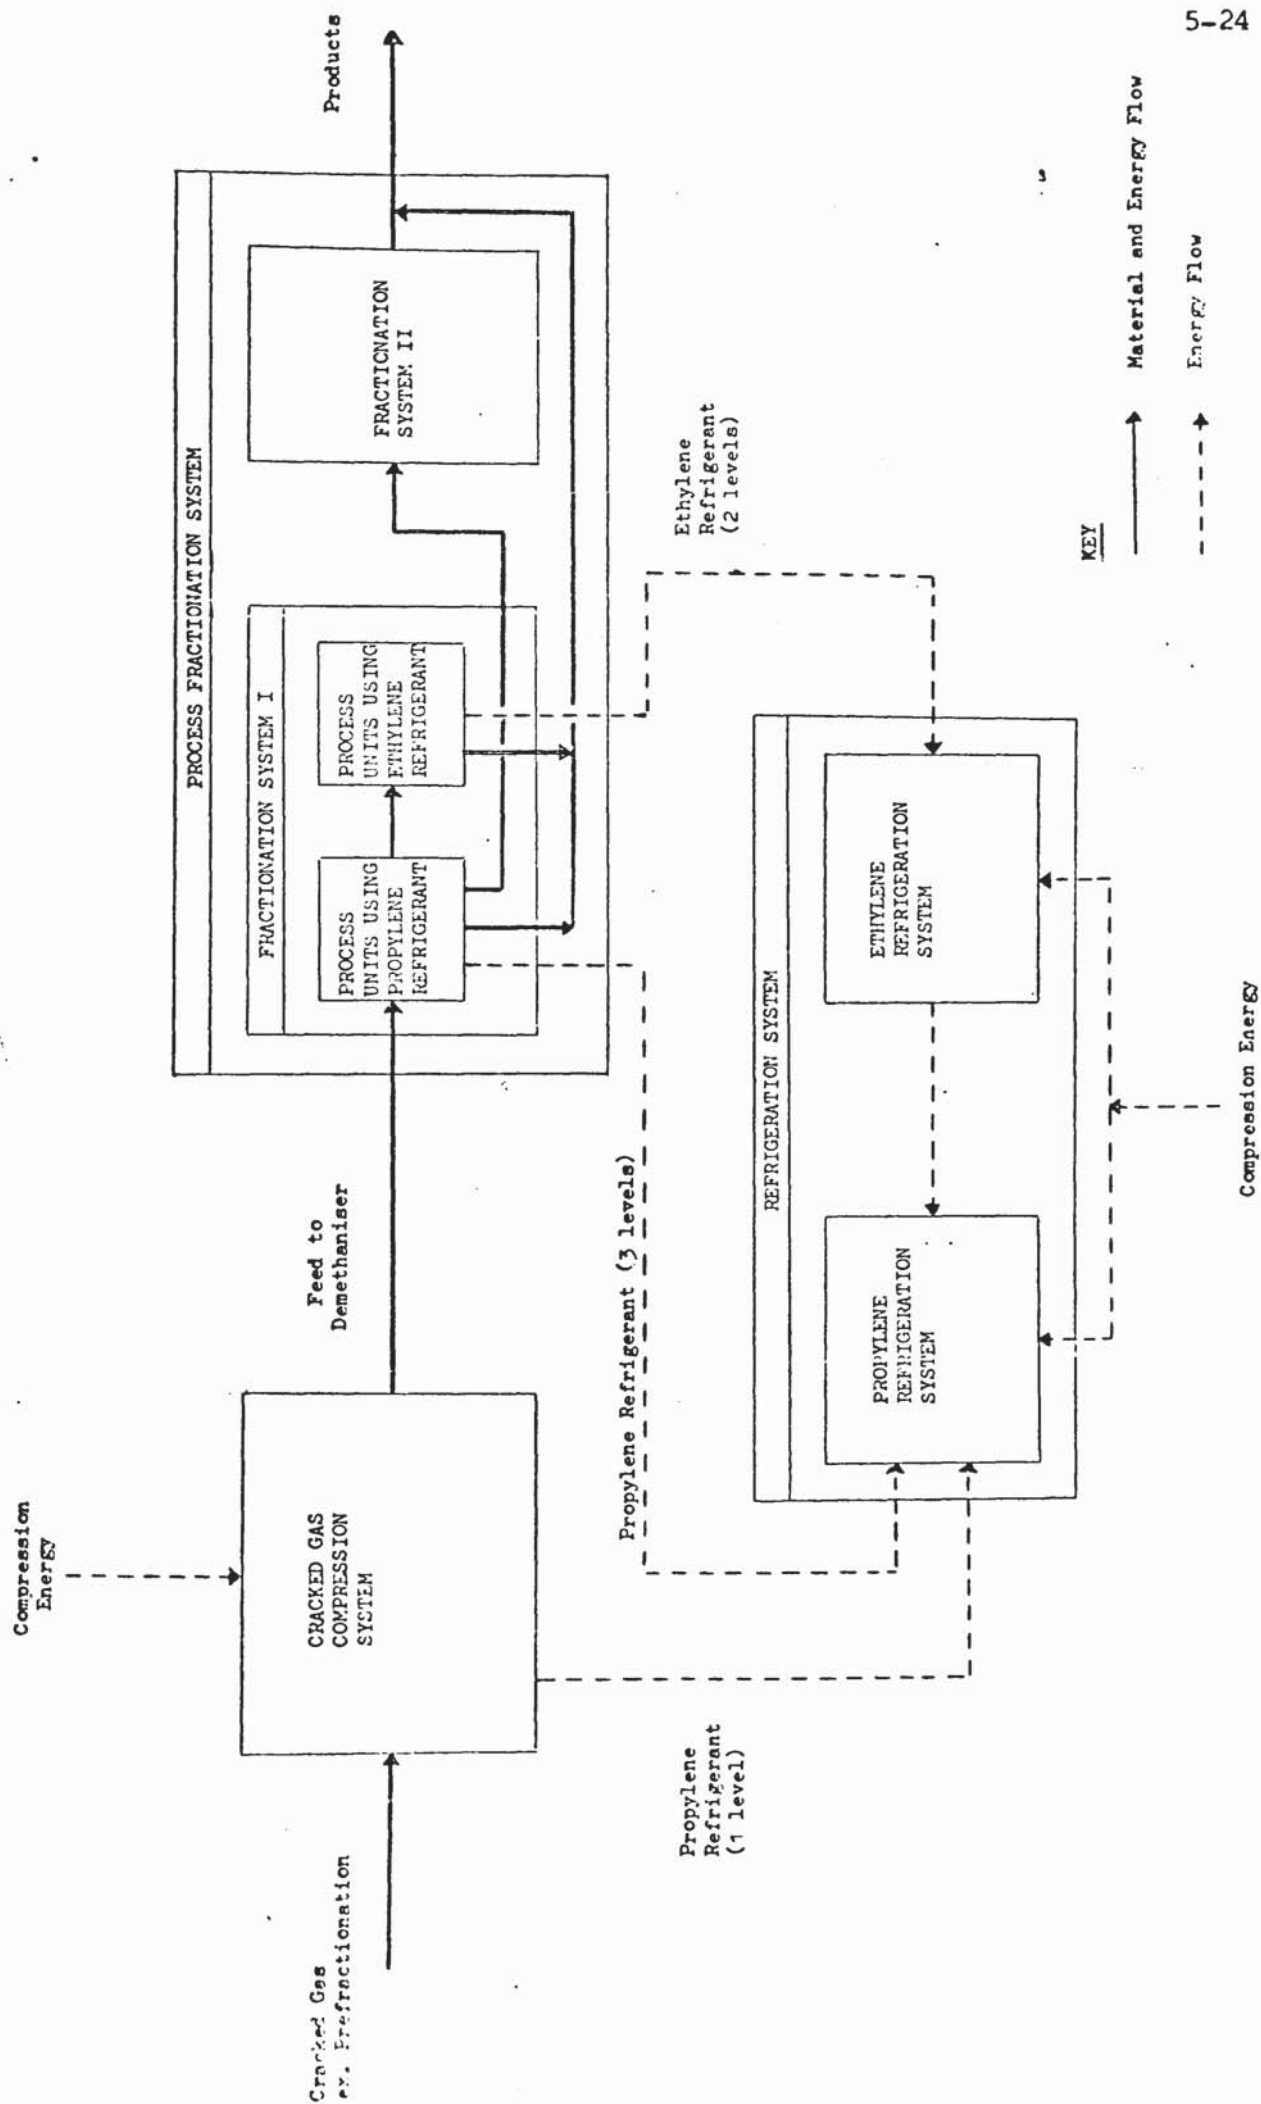 5-24
Compression
Energy
Cracked Gas
ex. Prefractionation
CRACKED GAS
COMPRESSION
SYSTEM
Feed to
Demethaniser
PROCESS FRACTIONATION SYSTEM
FRACTIONATION SYSTEM I
PROCESS
UNITS USING
PROPYLENE
REFRIGERANT
PROCESS
UNITS USING
ETHYLENE
REFRIGERANT
FRACTIONATION
SYSTEM II
Products
Propylene
Refrigerant
(1 level)
Propylene Refrigerant (3 levels)
Ethylene
Refrigerant
(2 levels)
REFRIGERATION SYSTEM
PROPYLENE
REFRIGERATION
SYSTEM
ETHYLENE
REFRIGERATION
SYSTEM
Compression Energy
KEY
Material and Energy Flow
Energy Flow